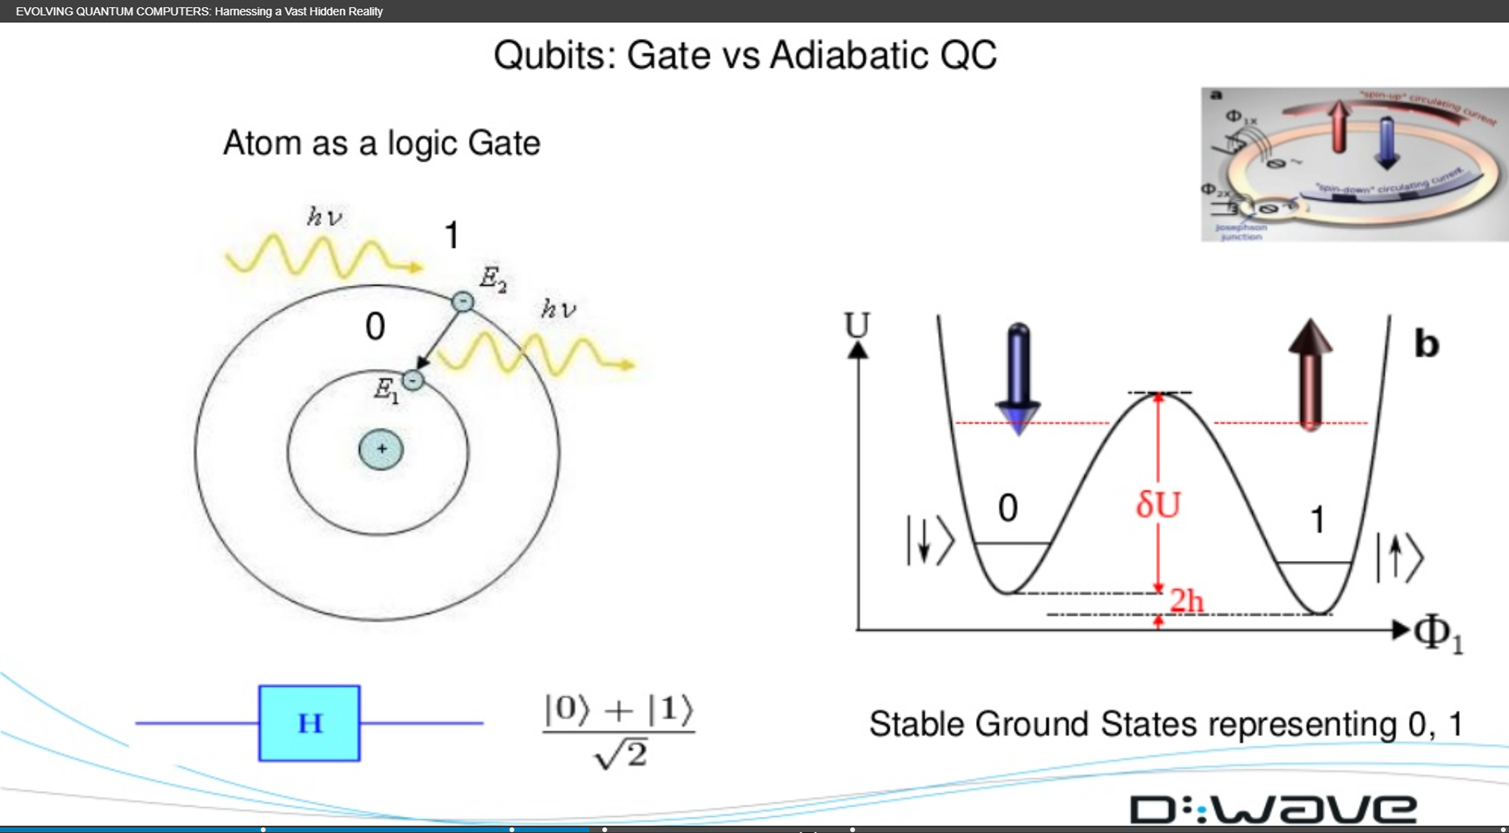 EVOLVING QUANTUM COMPUTERS: Harnessing a Vast Hidden Reality
Qubits: Gate vs Adiabatic QC
Atom as a logic Gate
hν
1
E₂
hν
0
E₁
-
-
+
H
|0⟩ + |1⟩
√2
a
"spin-up" circulating current
Φ1X
Φ2X
"spin-down" circulating current
Josephson
junction
U
b
0
δU
1
|↓⟩
|↑⟩
2h
Φ₁
Stable Ground States representing 0, 1
D:WAVE